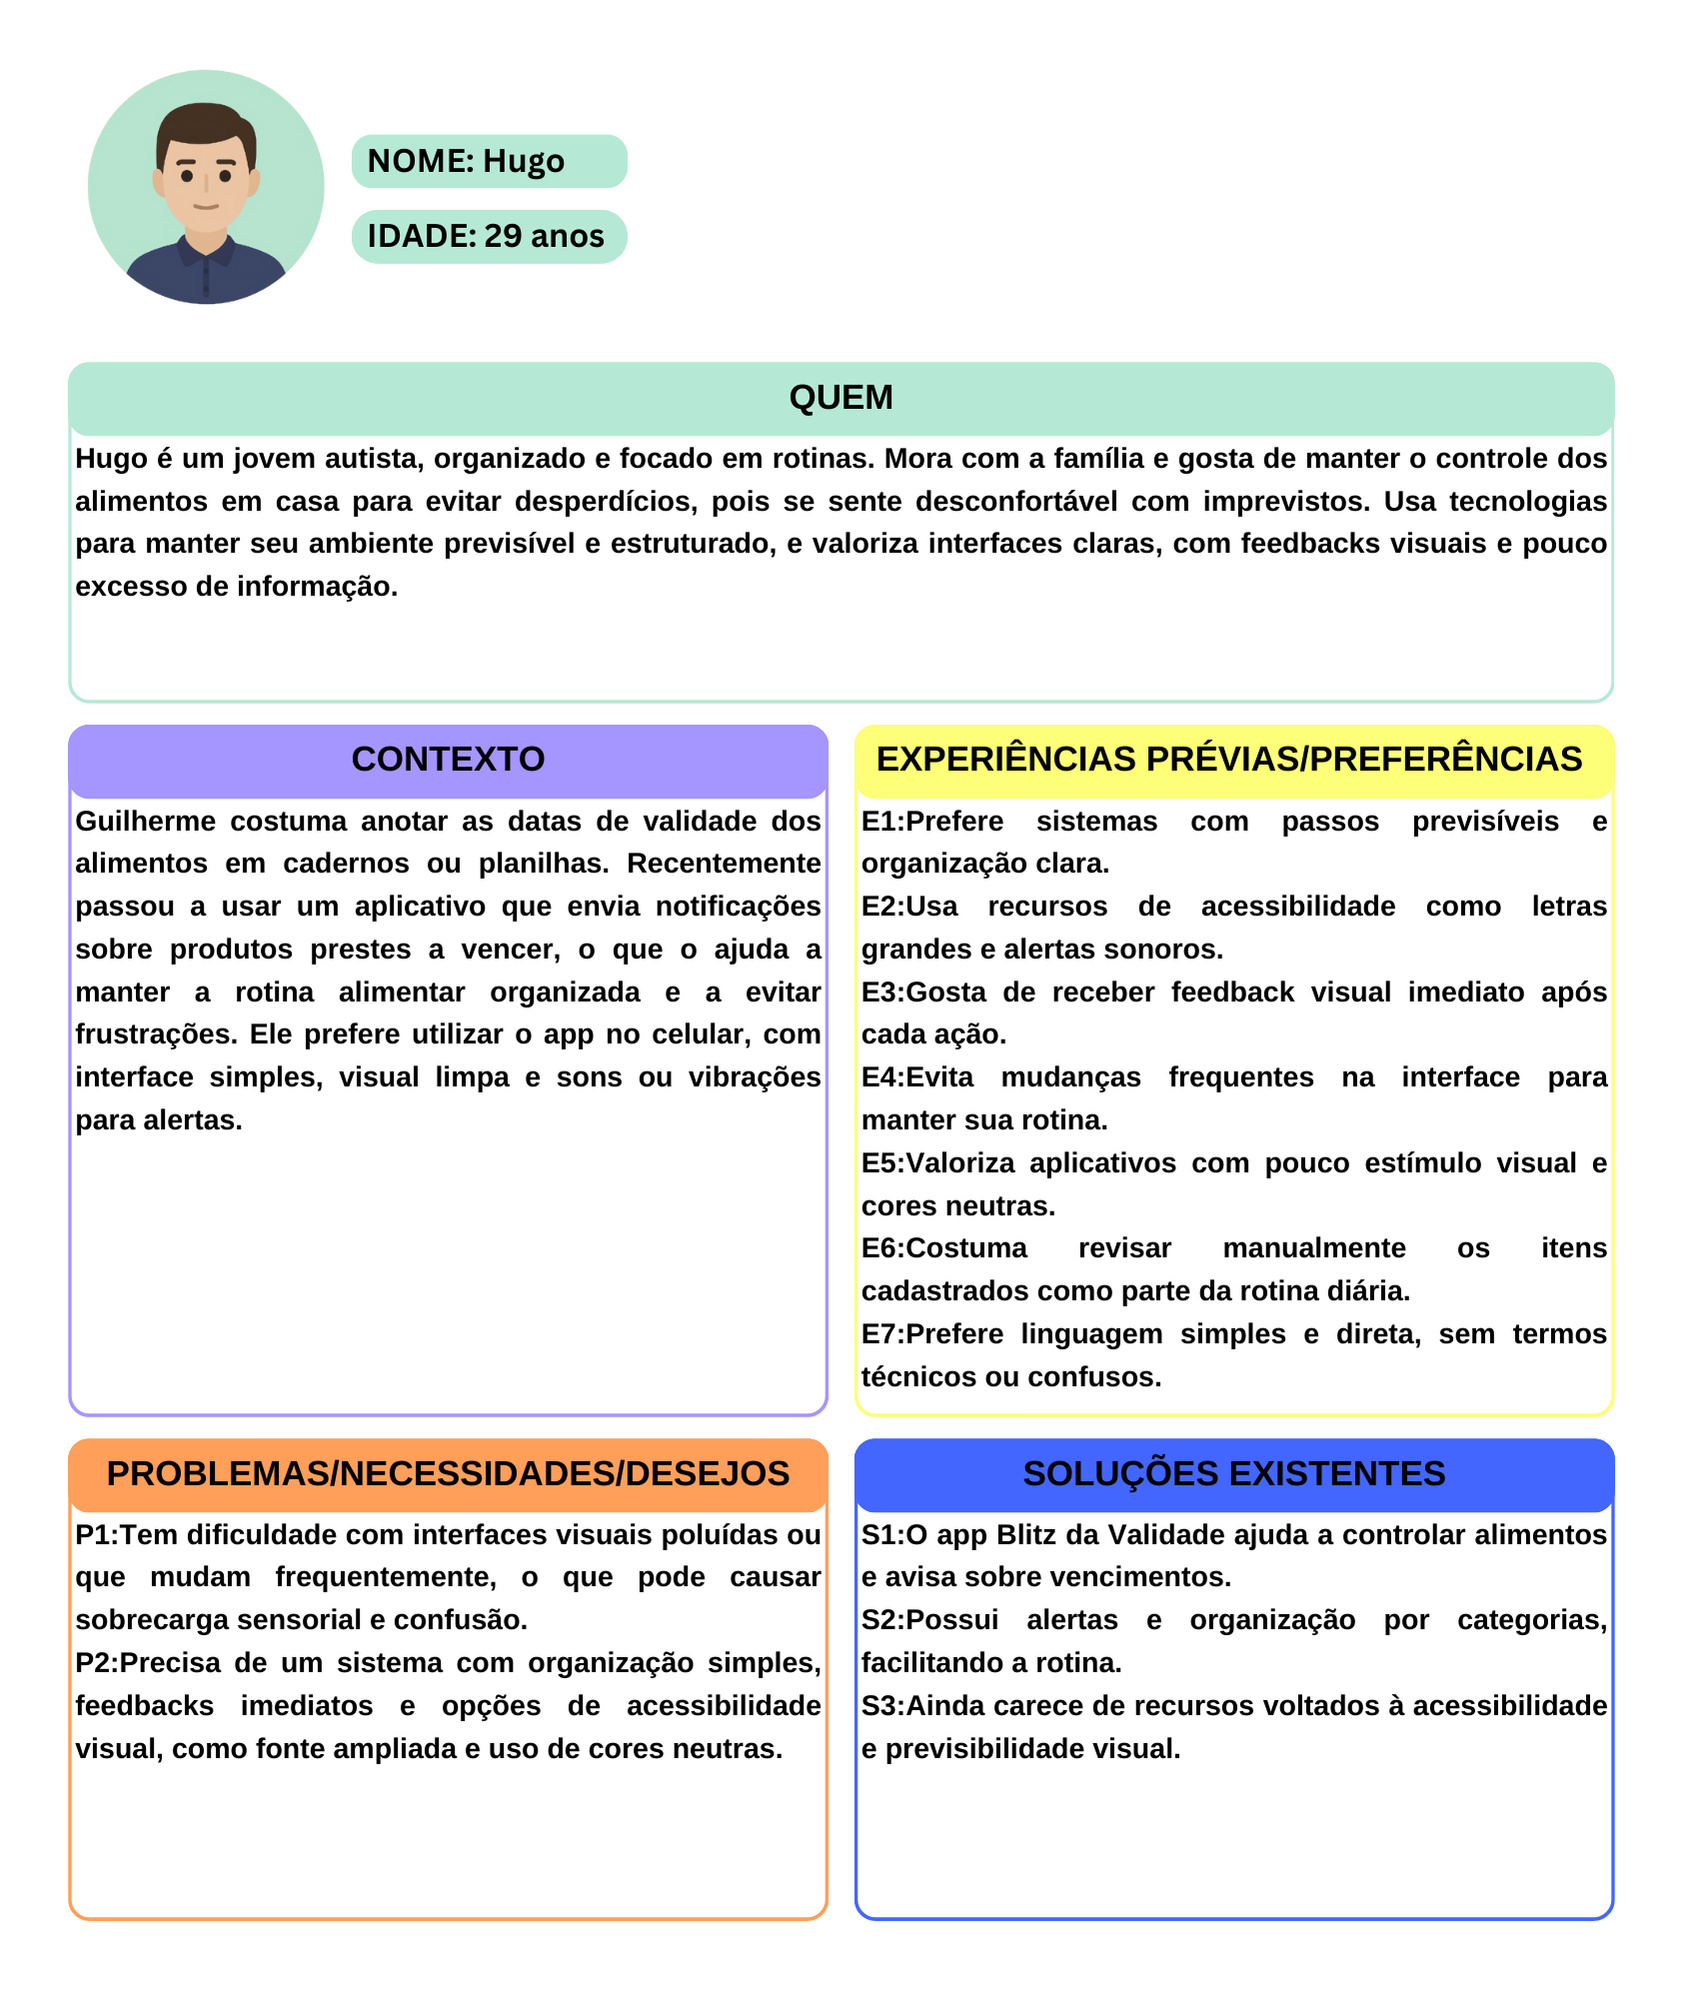 NOME: Hugo
IDADE: 29 anos
QUEM
Hugo é um jovem autista, organizado e focado em rotinas. Mora com a família e gosta de manter o controle dos
alimentos em casa para evitar desperdícios, pois se sente desconfortável com imprevistos. Usa tecnologias
para manter seu ambiente previsível e estruturado, e valoriza interfaces claras, com feedbacks visuais e pouco
excesso de informação.
CONTEXTO
Guilherme costuma anotar as datas de validade dos
alimentos em cadernos ou planilhas. Recentemente
passou a usar um aplicativo que envia notificações
sobre produtos prestes a vencer, o que o ajuda a
manter a rotina alimentar organizada e a evitar
frustrações. Ele prefere utilizar o app no celular, com
interface simples, visual limpa e sons ou vibrações
para alertas.
EXPERIÊNCIAS PRÉVIAS/PREFERÊNCIAS
E1:Prefere sistemas com passos previsíveis e
organização clara.
E2:Usa recursos de acessibilidade como letras
grandes e alertas sonoros.
E3:Gosta de receber feedback visual imediato após
cada ação.
E4:Evita mudanças frequentes na interface para
manter sua rotina.
E5:Valoriza aplicativos com pouco estímulo visual e
cores neutras.
E6:Costuma revisar manualmente os itens
cadastrados como parte da rotina diária.
E7:Prefere linguagem simples e direta, sem termos
técnicos ou confusos.
PROBLEMAS/NECESSIDADES/DESEJOS
P1:Tem dificuldade com interfaces visuais poluídas ou
que mudam frequentemente, o que pode causar
sobrecarga sensorial e confusão.
P2:Precisa de um sistema com organização simples,
feedbacks imediatos e opções de acessibilidade
visual, como fonte ampliada e uso de cores neutras.
SOLUÇÕES EXISTENTES
S1:O app Blitz da Validade ajuda a controlar alimentos
e avisa sobre vencimentos.
S2:Possui alertas e organização por categorias,
facilitando a rotina.
S3:Ainda carece de recursos voltados à acessibilidade
e previsibilidade visual.